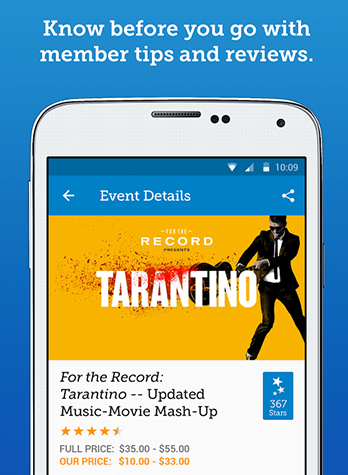 Know before you go with
member tips and reviews.
10:09
Event Details
FOR THE
RECORD
PRESENTS
TARANTINO
For the Record:
Tarantino -- Updated
Music-Movie Mash-Up
367
Stars
FULL PRICE: $35.00 - $55.00
OUR PRICE: $10.00 - $33.00